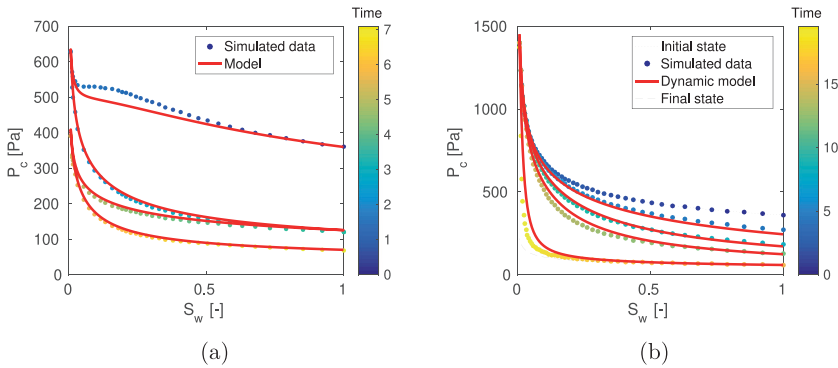 Time
7
6
5
4
3
2
1
0
700
600
500
400
300
200
100
0
P_c [Pa]
0
0.5
1
S_w [-]
Simulated data
Model
(a)
Time
15
10
5
0
1500
1000
500
0
P_c [Pa]
0
0.5
1
S_w [-]
Initial state
Simulated data
Dynamic model
Final state
(b)